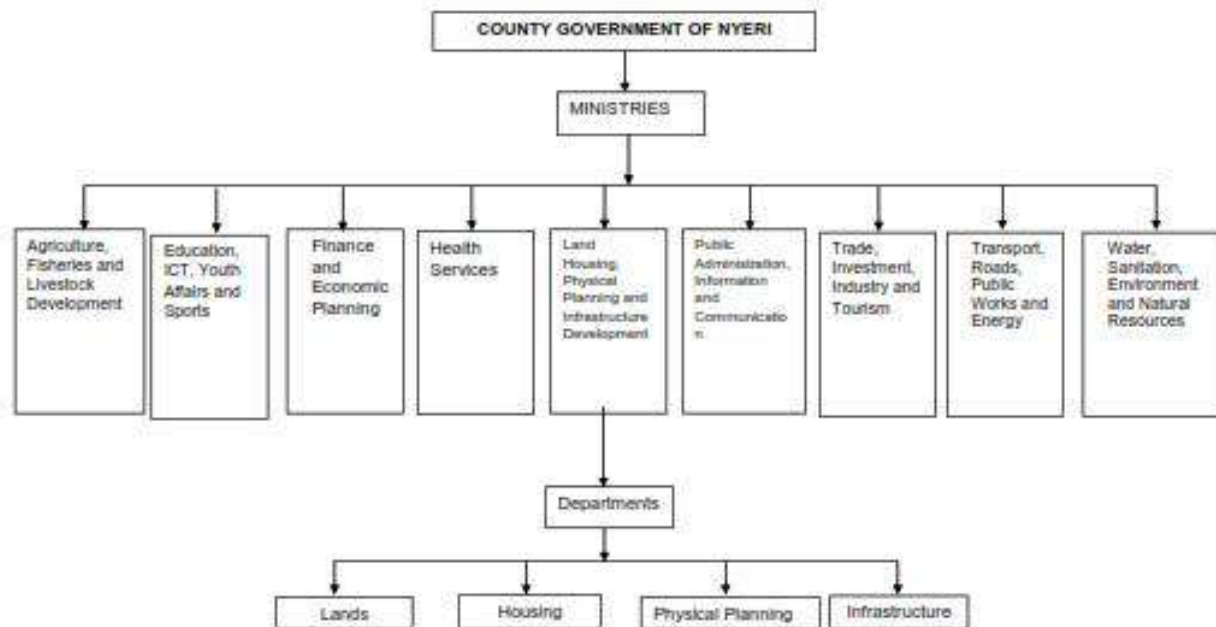 COUNTY GOVERNMENT OF NYERI
MINISTRIES
Agriculture,
Fisheries and
Livestock
Development
Education,
ICT, Youth
Affairs and
Sports
Finance
and
Economic
Planning
Health
Services
Land
Housing,
Physical
Planning and
Infrastructure
Development
Public
Administration,
Information
and
Communicatio
n
Trade,
Investment,
Industry and
Tourism
Transport,
Roads,
Public
Works and
Energy
Water,
Sanitation,
Environment
and Natural
Resources
Departments
Lands
Housing
Physical Planning
Infrastructure